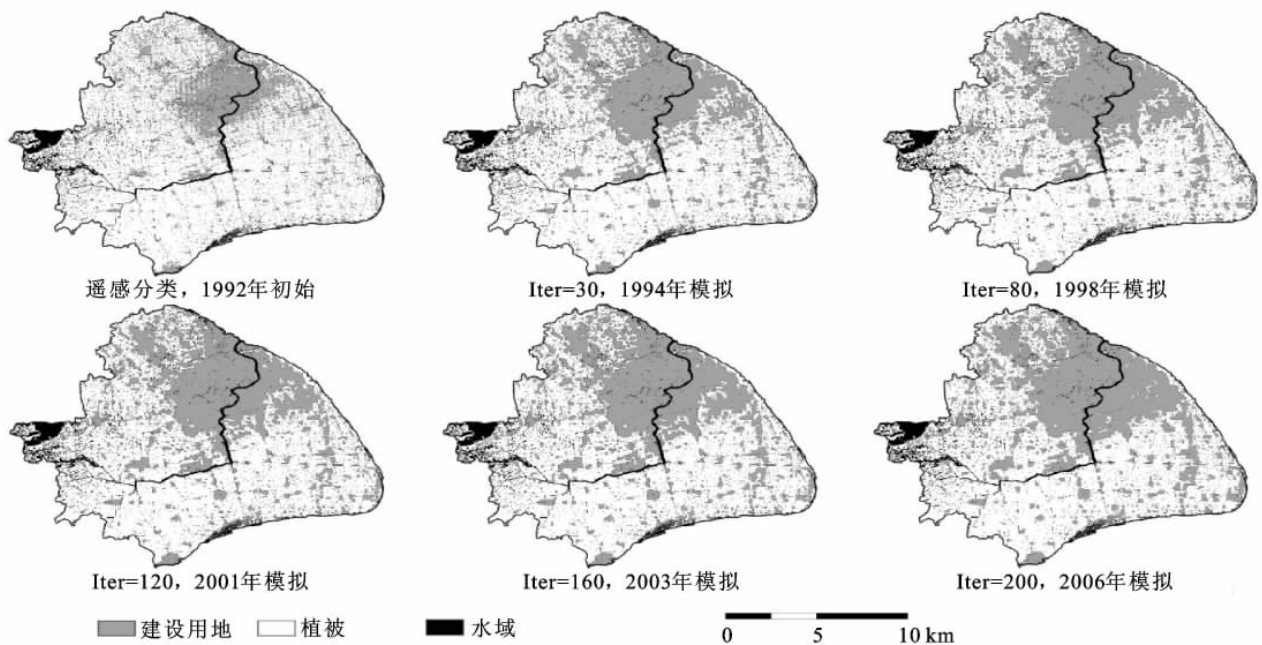 遥感分类，1992年初始
Iter=30，1994年模拟
Iter=80，1998年模拟
Iter=120，2001年模拟
Iter=160，2003年模拟
Iter=200，2006年模拟
建设用地 植被 水域
0 5 10 km